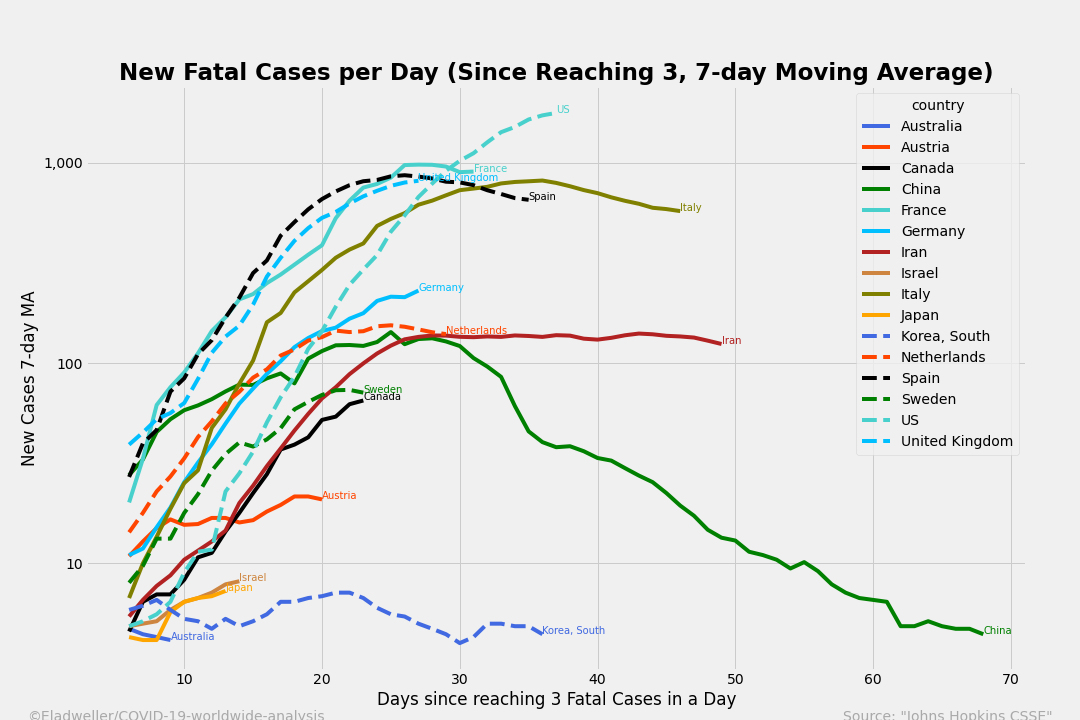 New Fatal Cases per Day (Since Reaching 3, 7-day Moving Average)
New Cases 7-day MA
1,000
100
10
US
France
United Kingdom
Spain
Italy
Germany
Netherlands
Iran
Sweden
Canada
Austria
Israel
Japan
Australia
Korea, South
China
country
Australia
Austria
Canada
China
France
Germany
Iran
Israel
Italy
Japan
Korea, South
Netherlands
Spain
Sweden
US
United Kingdom
10 20 30 40 50 60 70
Days since reaching 3 Fatal Cases in a Day
©Eladweller/COVID-19-worldwide-analysis
Source: "Johns Hopkins CSSE"